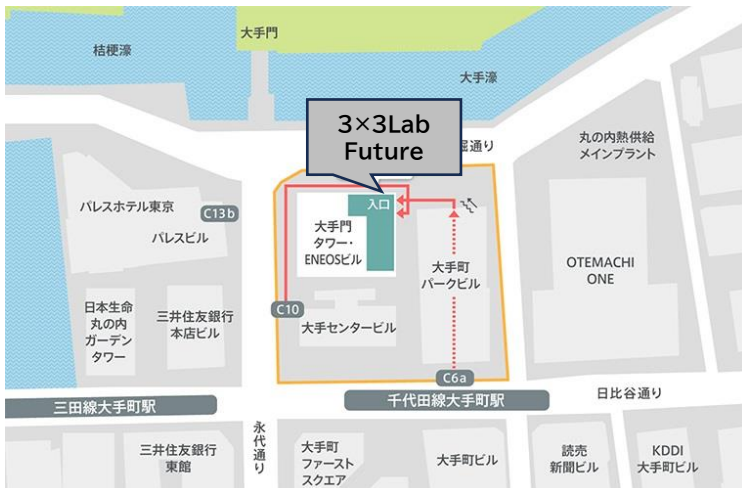 大手門
桔梗濠
大手濠
3×3Lab
Future
堀通り
丸の内熱供給
メインプラント
パレスホテル東京
C13b
パレスビル
入口
大手門
タワー・
ENEOSビル
大手町
パークビル
OTEMACHI
ONE
日本生命
丸の内
ガーデン
タワー
三井住友銀行
本店ビル
C10
大手センタービル
C6a
三田線大手町駅
千代田線大手町駅
日比谷通り
永代通り
三井住友銀行
東館
大手町
ファースト
スクエア
大手町ビル
読売
新聞ビル
KDDI
大手町ビル